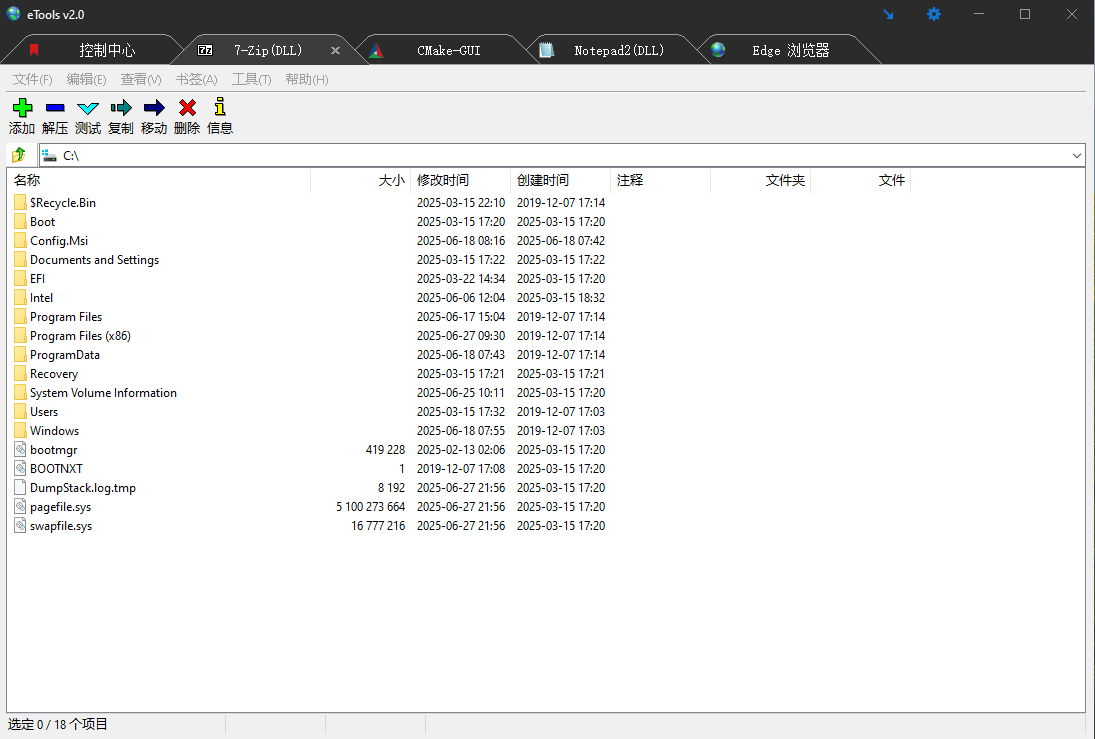 eTools v2.0
控制中心 7-Zip(DLL) CMake-GUI Notepad2(DLL) Edge 浏览器
文件(F) 编辑(E) 查看(V) 书签(A) 工具(T) 帮助(H)
添加 解压 测试 复制 移动 删除 信息
C:\
名称 大小 修改时间 创建时间 注释 文件夹 文件
$Recycle.Bin 2025-03-15 22:10 2019-12-07 17:14
Boot 2025-03-15 17:20 2025-03-15 17:20
Config.Msi 2025-06-18 08:16 2025-06-18 07:42
Documents and Settings 2025-03-15 17:22 2025-03-15 17:22
EFI 2025-03-22 14:34 2025-03-15 17:20
Intel 2025-06-06 12:04 2025-03-15 18:32
Program Files 2025-06-17 15:04 2019-12-07 17:14
Program Files (x86) 2025-06-27 09:30 2019-12-07 17:14
ProgramData 2025-06-18 07:43 2019-12-07 17:14
Recovery 2025-03-15 17:21 2025-03-15 17:21
System Volume Information 2025-06-25 10:11 2025-03-15 17:20
Users 2025-03-15 17:32 2019-12-07 17:03
Windows 2025-06-18 07:55 2019-12-07 17:03
bootmgr 419 228 2025-02-13 02:06 2025-03-15 17:20
BOOTNXT 1 2019-12-07 17:08 2025-03-15 17:20
DumpStack.log.tmp 8 192 2025-06-27 21:56 2025-03-15 17:20
pagefile.sys 5 100 273 664 2025-06-27 21:56 2025-03-15 17:20
swapfile.sys 16 777 216 2025-06-27 21:56 2025-03-15 17:20
选定 0 / 18 个项目